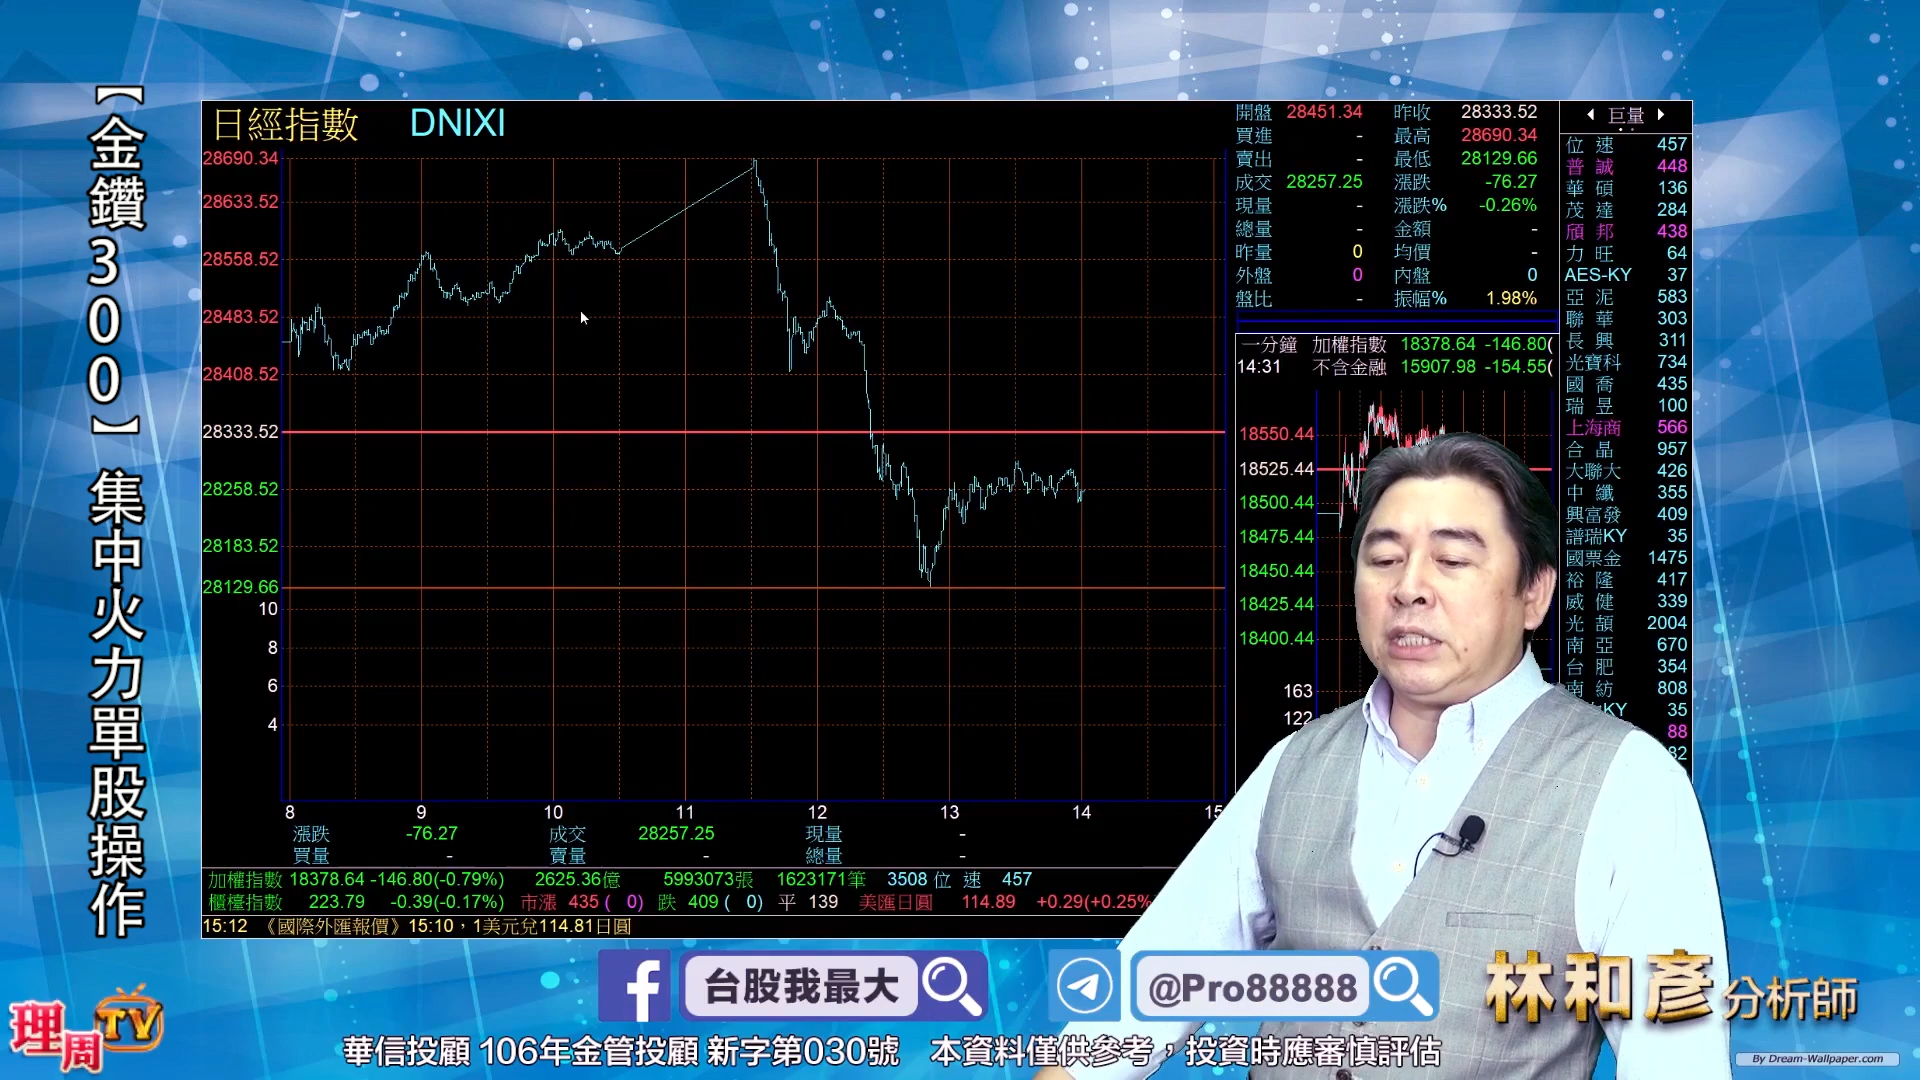 【金鑽300】集中火力單股操作
日經指數 DNIXI
28690.34
28633.52
28558.52
28483.52
28408.52
28333.52
28258.52
28183.52
28129.66
10
8
6
4
8 9 10 11 12 13 14 15
漲跌 -76.27 成交 28257.25 現量 -
買量 - 賣量 - 總量 -
加權指數 18378.64 -146.80(-0.79%) 2625.36億 5993073張 1623171筆 3508 位 速 457
櫃檯指數 223.79 -0.39(-0.17%) 市漲 435 ( 0) 跌 409 ( 0) 平 139 美匯日圓 114.89 +0.29(+0.25%
15:12 《國際外匯報價》15:10，1美元兌114.81日圓
開盤 28451.34 昨收 28333.52
買進 - 最高 28690.34
賣出 - 最低 28129.66
成交 28257.25 漲跌 -76.27
現量 - 漲跌% -0.26%
總量 - 金額 -
昨量 0 均價 -
外盤 0 內盤 0
盤比 - 振幅% 1.98%
一分鐘 加權指數 18378.64 -146.80(
14:31 不含金融 15907.98 -154.55(
18550.44
18525.44
18500.44
18475.44
18450.44
18425.44
18400.44
163
122
巨量
位 速 457
普 誠 448
華 碩 136
茂 達 284
頎 邦 438
力 旺 64
AES-KY 37
亞 泥 583
聯 華 303
長 興 311
光寶科 734
國 喬 435
瑞 昱 100
上海商 566
合 晶 957
大聯大 426
中 纖 355
興富發 409
譜瑞KY 35
國票金 1475
裕 隆 417
威 健 339
光 頡 2004
南 亞 670
台 肥 354
南 紡 808
KY 35
88
82
台股我最大
@Pro88888
林和彥分析師
理周TV
華信投顧 106年金管投顧 新字第030號 本資料僅供參考，投資時應審慎評估
By Dream-Wallpaper.com